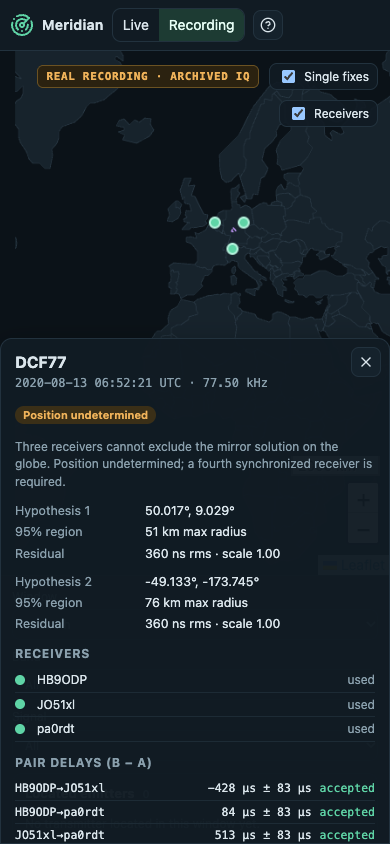 Meridian
Live
Recording
REAL RECORDING · ARCHIVED IQ
Single fixes
Receivers
DCF77
2020-08-13 06:52:21 UTC · 77.50 kHz
Position undetermined
Three receivers cannot exclude the mirror solution on the
globe. Position undetermined; a fourth synchronized receiver is
required.
Hypothesis 1 50.017°, 9.029°
95% region 51 km max radius
Residual 360 ns rms · scale 1.00
Hypothesis 2 -49.133°, -173.745°
95% region 76 km max radius
Residual 360 ns rms · scale 1.00
RECEIVERS
HB9ODP used
JO51xl used
pa0rdt used
PAIR DELAYS (B − A)
HB9ODP→JO51xl −428 μs ± 83 μs accepted
HB9ODP→pa0rdt 84 μs ± 83 μs accepted
JO51xl→pa0rdt 513 μs ± 83 μs accepted